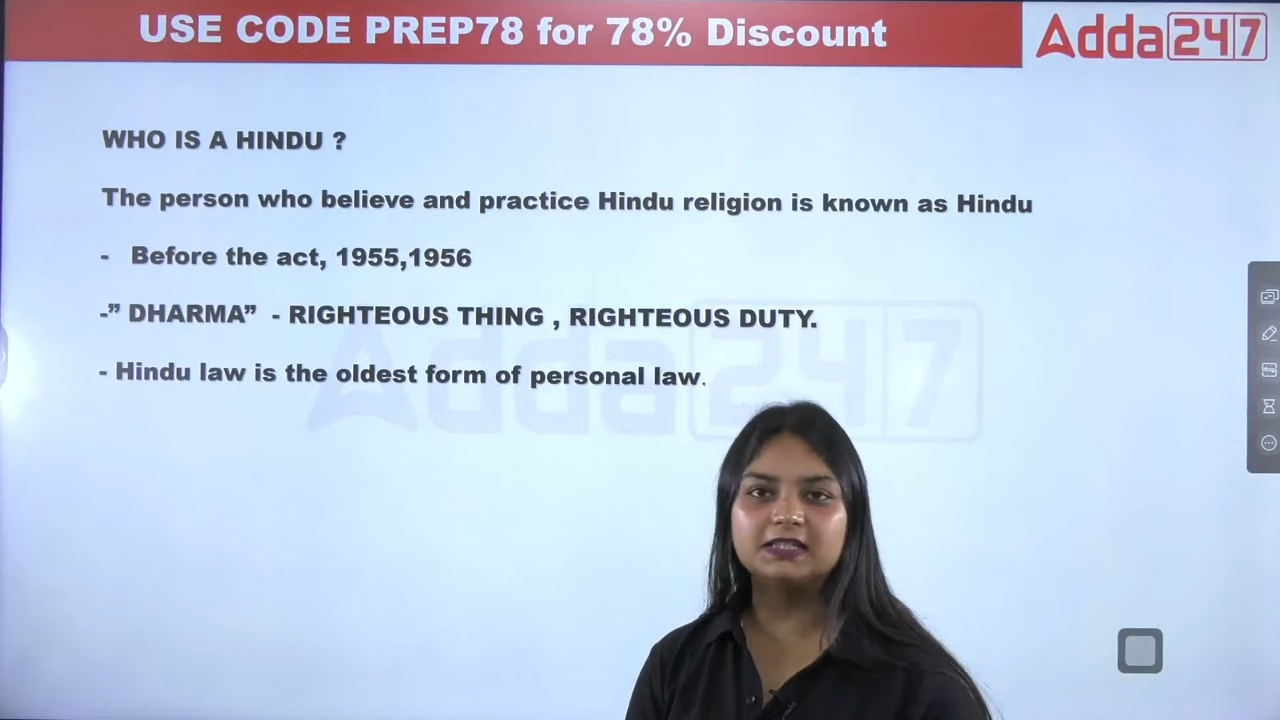 USE CODE PREP78 for 78% Discount
Adda247
WHO IS A HINDU ?
The person who believe and practice Hindu religion is known as Hindu
- Before the act, 1955,1956
-” DHARMA” - RIGHTEOUS THING , RIGHTEOUS DUTY.
- Hindu law is the oldest form of personal law.
Adda247